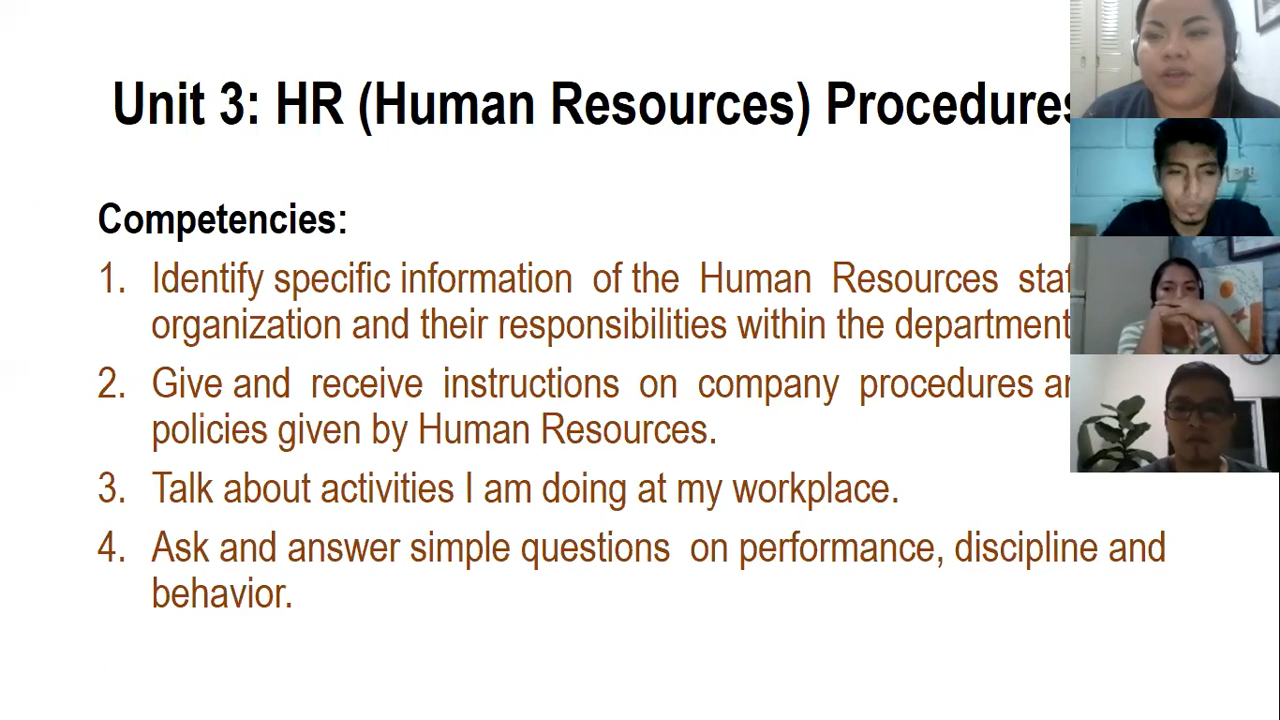 Unit 3: HR (Human Resources) Procedures
Competencies:
1. Identify specific information of the Human Resources
organization and their responsibilities within the department
2. Give and receive instructions on company procedures
policies given by Human Resources.
3. Talk about activities I am doing at my workplace.
4. Ask and answer simple questions on performance, discipline and
behavior.